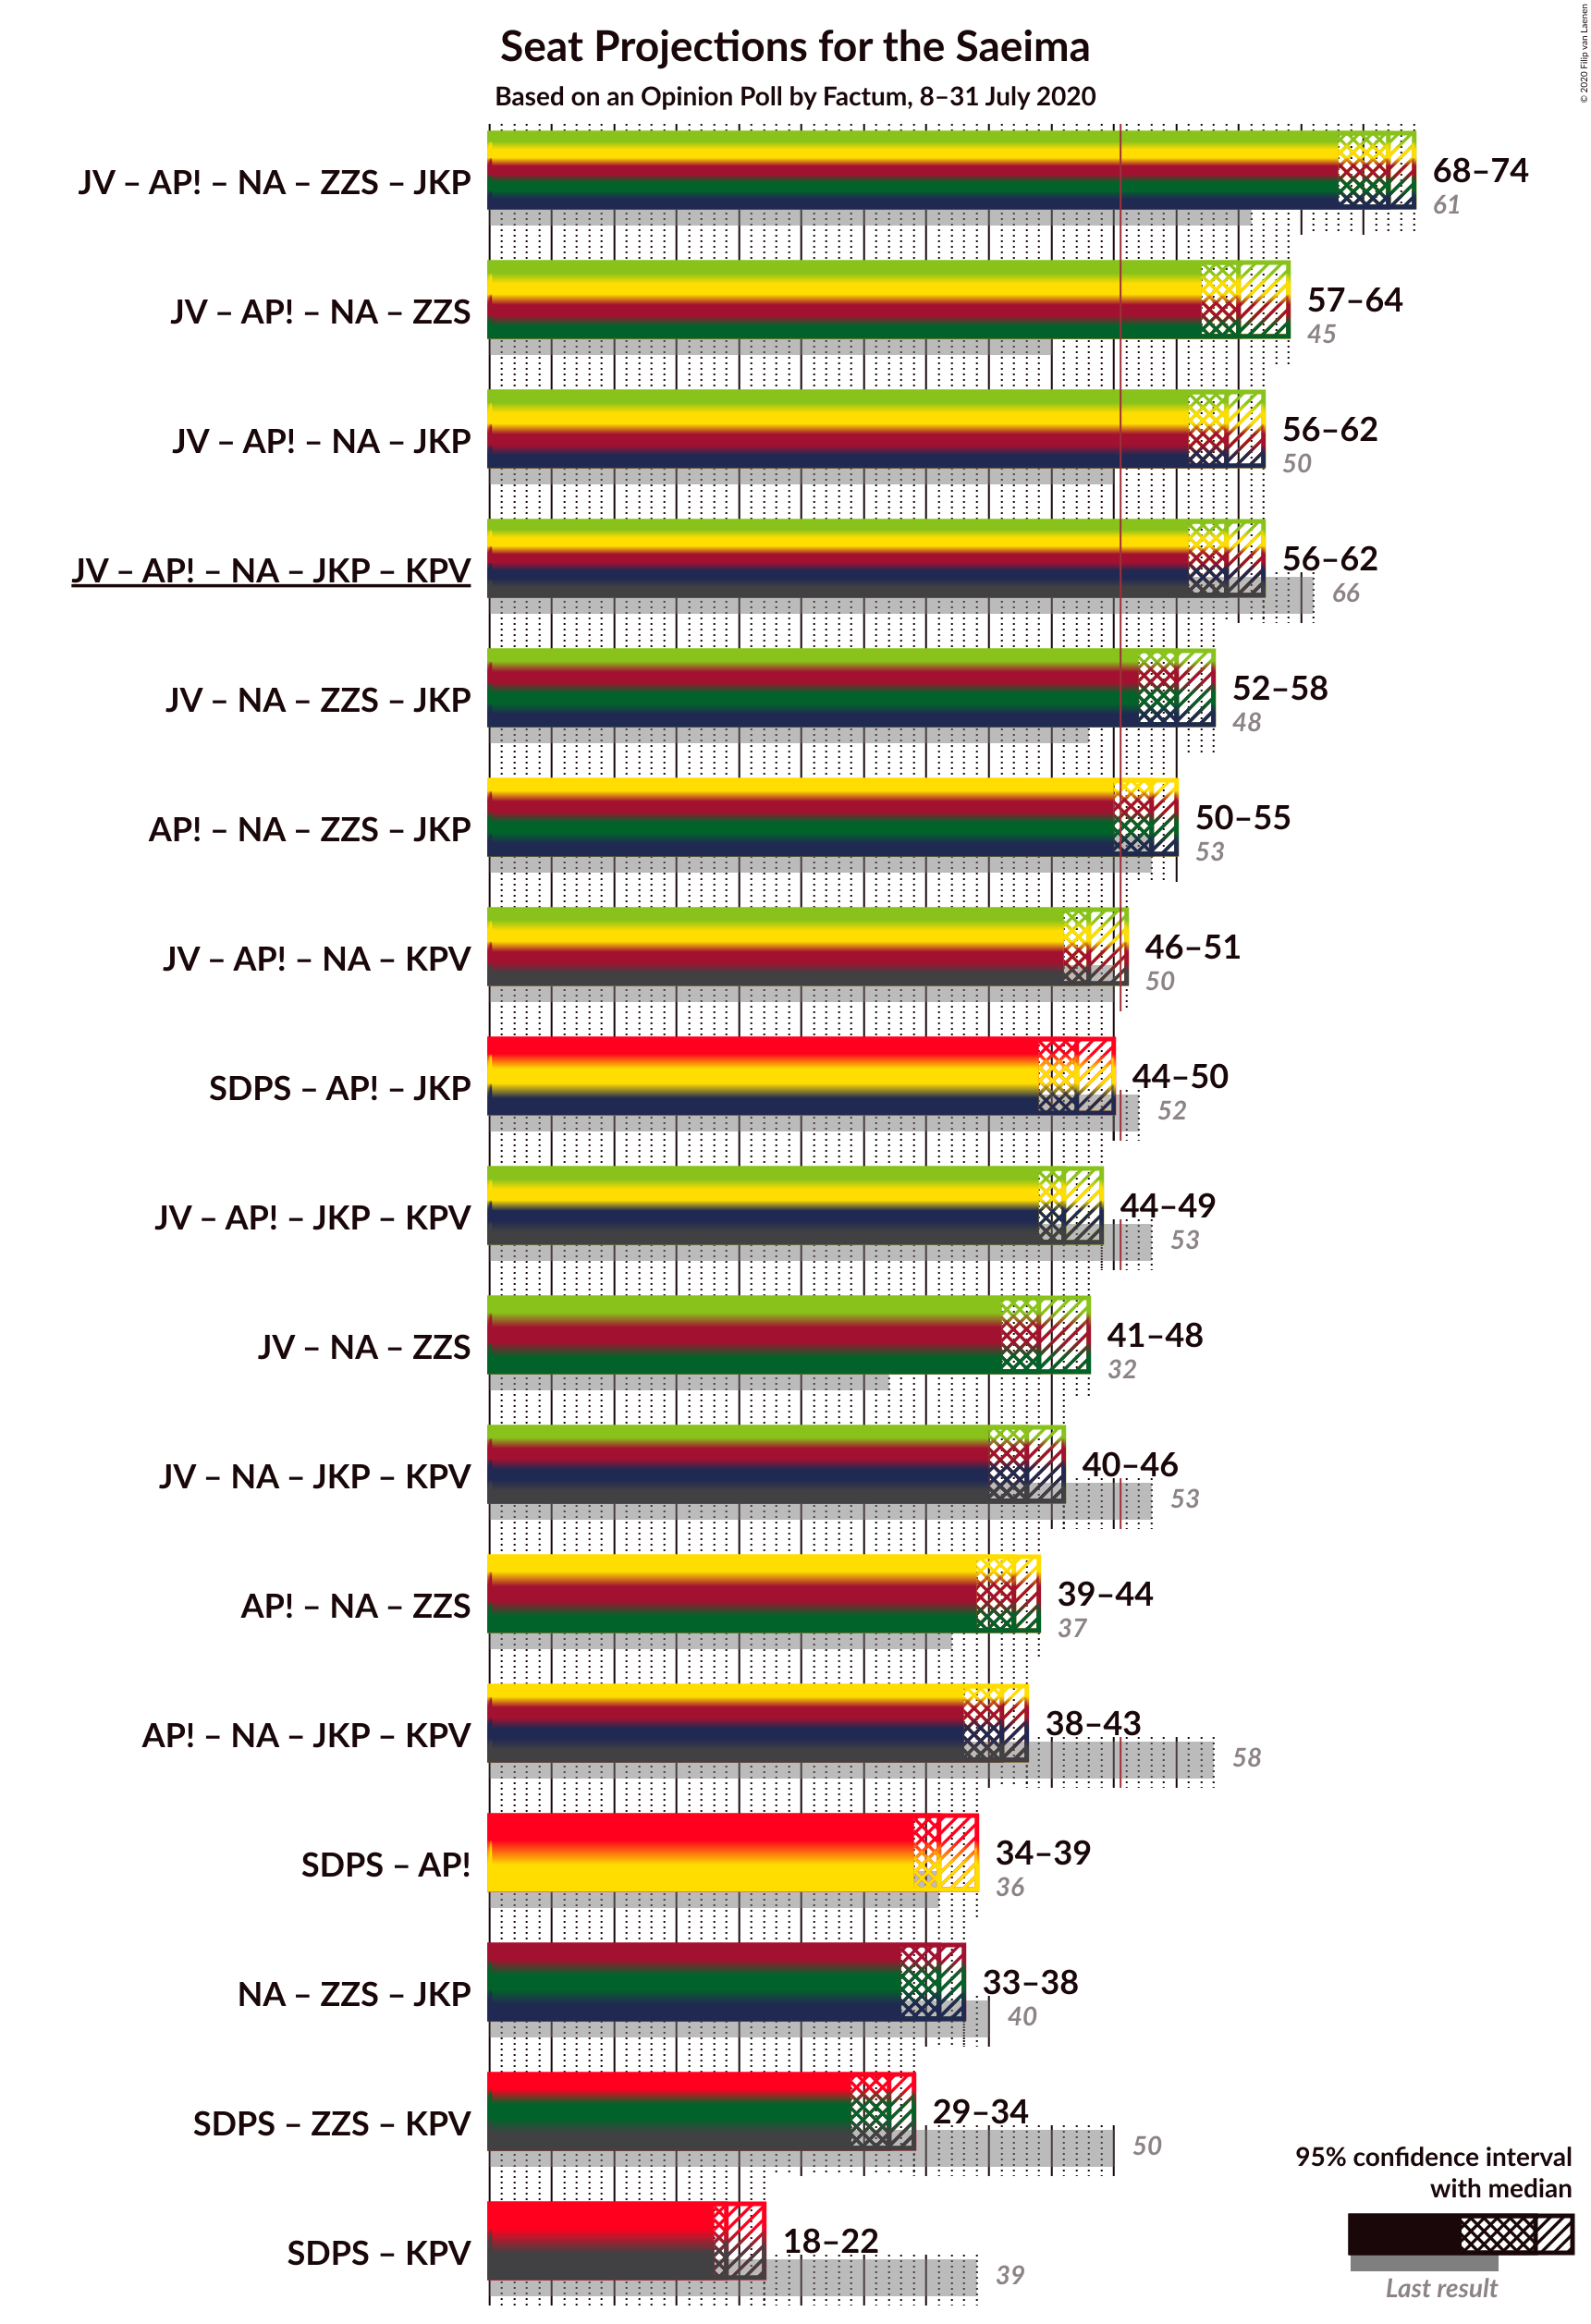 Seat Projections for the Saeima
Based on an Opinion Poll by Factum, 8–31 July 2020
© 2020 Filip van Laenen
JV – AP! – NA – ZZS – JKP
68–74
61
JV – AP! – NA – ZZS
57–64
45
JV – AP! – NA – JKP
56–62
50
JV – AP! – NA – JKP – KPV
56–62
66
JV – NA – ZZS – JKP
52–58
48
AP! – NA – ZZS – JKP
50–55
53
JV – AP! – NA – KPV
46–51
50
SDPS – AP! – JKP
44–50
52
JV – AP! – JKP – KPV
44–49
53
JV – NA – ZZS
41–48
32
JV – NA – JKP – KPV
40–46
53
AP! – NA – ZZS
39–44
37
AP! – NA – JKP – KPV
38–43
58
SDPS – AP!
34–39
36
NA – ZZS – JKP
33–38
40
SDPS – ZZS – KPV
29–34
50
SDPS – KPV
18–22
39
95% confidence interval
with median
Last result